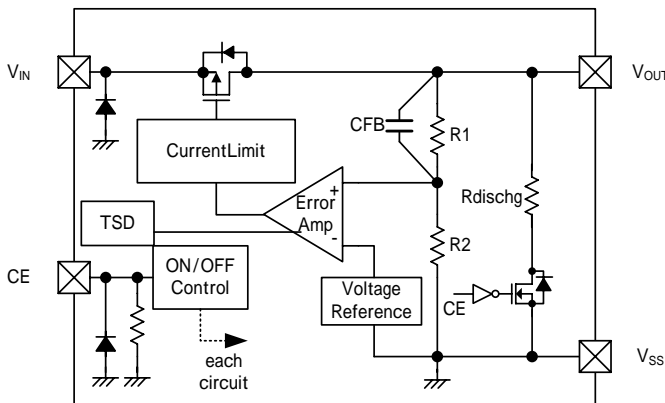 VIN
VOUT
CFB
R1
CurrentLimit
Rdischg
Error
Amp
+
-
TSD
R2
CE
ON/OFF
Control
Voltage
Reference
CE
each
circuit
VSS